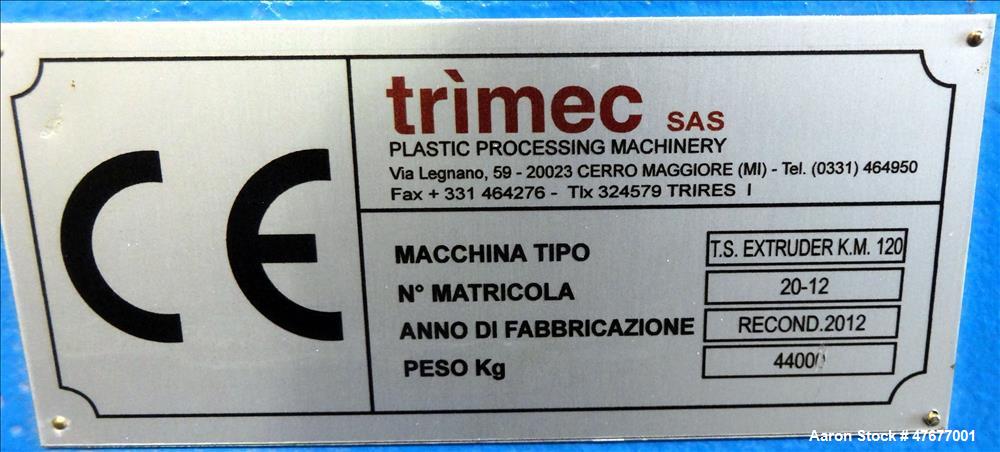 CE
trìmec SAS
PLASTIC PROCESSING MACHINERY
Via Legnano, 59 - 20023 CERRO MAGGIORE (MI) - Tel. (0331) 464950
Fax + 331 464276 - Tlx 324579 TRIRES I
MACCHINA TIPO T.S. EXTRUDER K.M. 120
N° MATRICOLA 20-12
ANNO DI FABBRICAZIONE RECOND.2012
PESO Kg 44000
Aaron Stock # 47677001